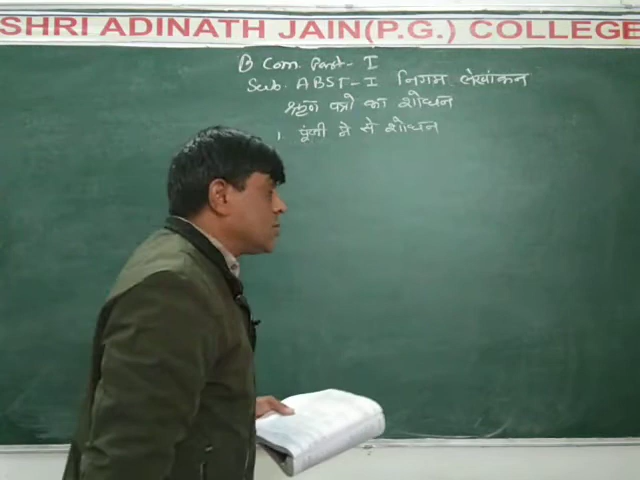 SHRI ADINATH JAIN(P.G.) COLLEGE
B Com. Part - I
Sub. ABST-I निगम लेखांकन
ऋण पत्रो का शोधन
1. पूंजी मे से शोधन